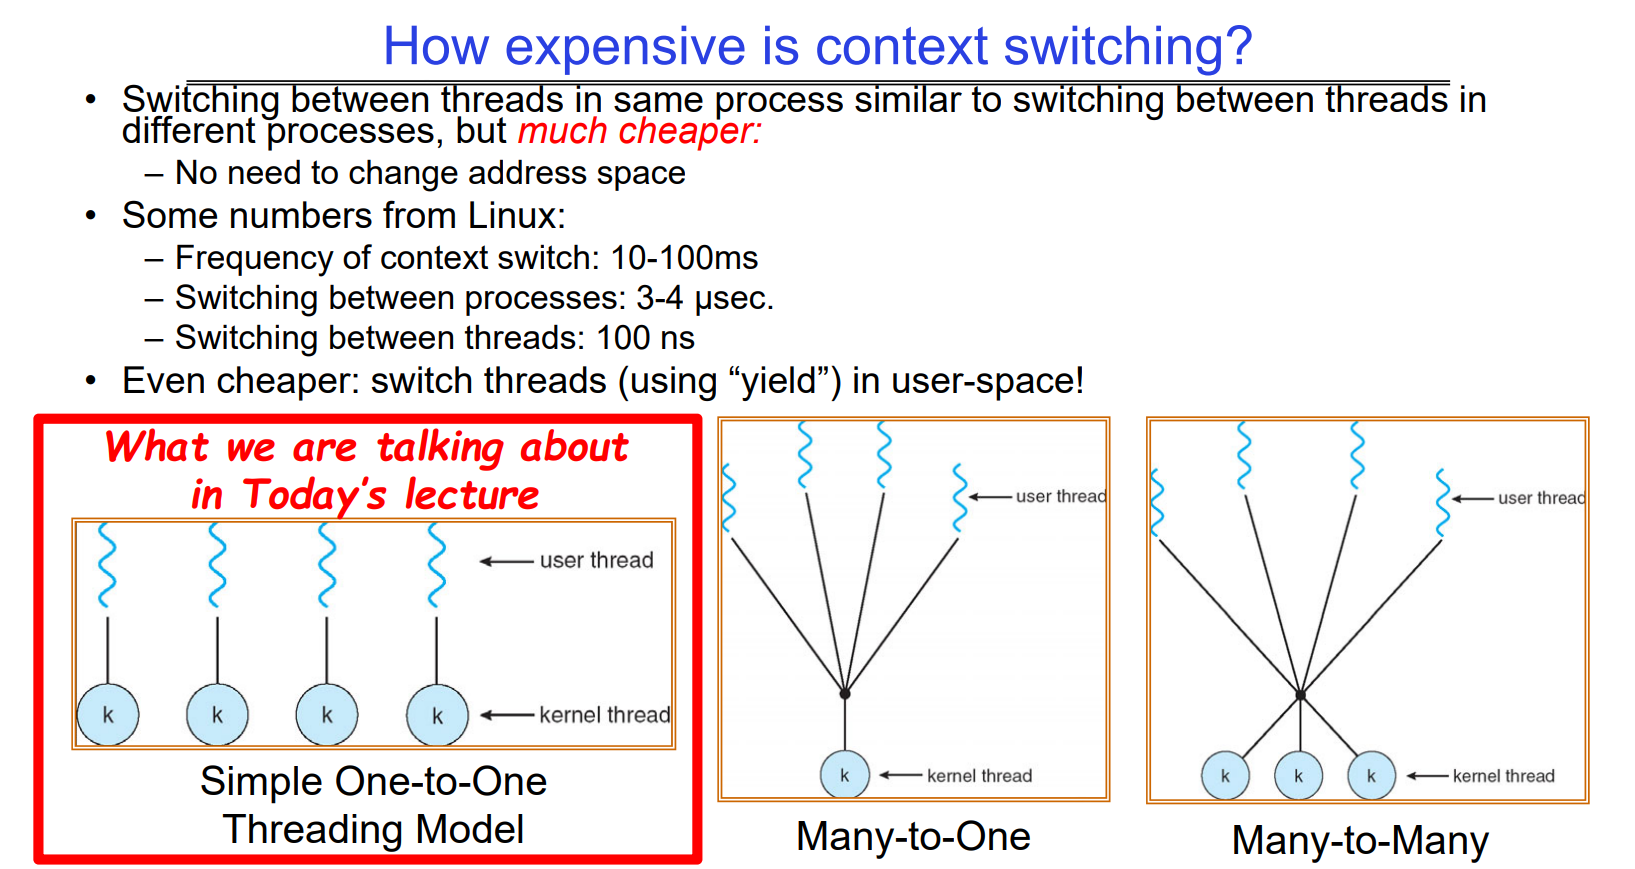 How expensive is context switching?
• Switching between threads in same process similar to switching between threads in
different processes, but much cheaper:
– No need to change address space
• Some numbers from Linux:
– Frequency of context switch: 10-100ms
– Switching between processes: 3-4 μsec.
– Switching between threads: 100 ns
• Even cheaper: switch threads (using “yield”) in user-space!
What we are talking about
in Today’s lecture
user thread
k k k k
kernel thread
Simple One-to-One
Threading Model
user thread
k
kernel thread
Many-to-One
user thread
k k k
kernel thread
Many-to-Many